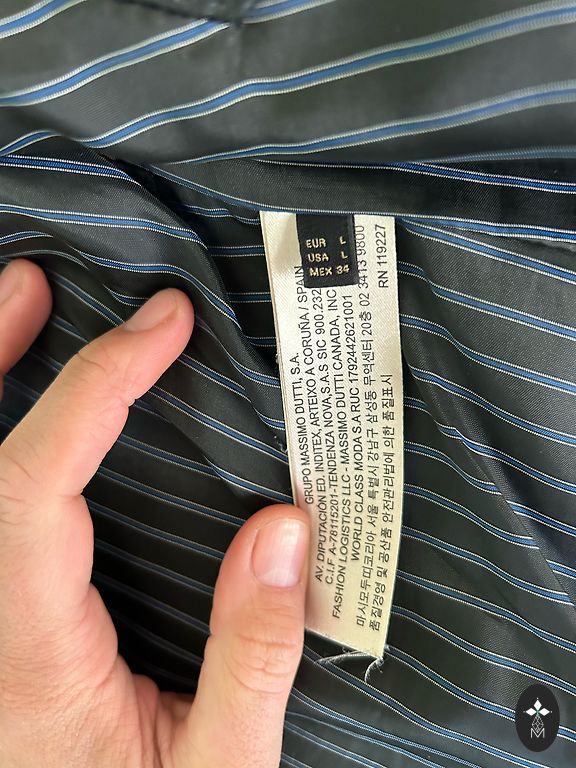 EUR L
USA L
MEX 34
GRUPO MASSIMO DUTTI, S.A.
AV. DIPUTACIÓN ED. INDITEX, ARTEIXO A CORUÑA / SPAIN
C.I.F A-78115201-TENDENZA NOVA,S.A.S SIC 900.232
FASHION LOGISTICS LLC - MASSIMO DUTTI CANADA, INC
WORLD CLASS MODA S.A RUC 1792442621001
마시모두띠코리아 서울 특별시 강남구 삼성동 무역센터 20층 02 3413 9800
품질경영 및 공산품 안전관리법에 의한 품질표시
RN 119227
M